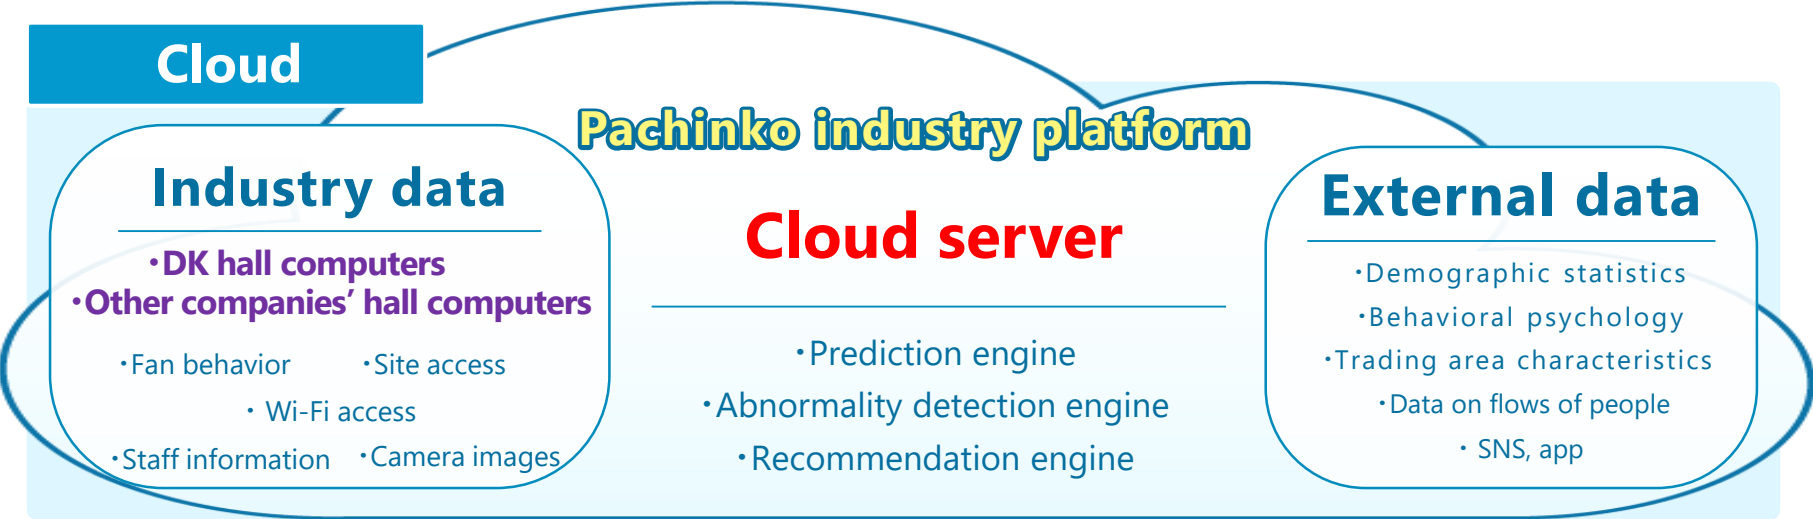 Cloud
Pachinko industry platform
Industry data
・DK hall computers
・Other companies’ hall computers
・Fan behavior ・Site access
・ Wi-Fi access
・Staff information ・Camera images
Cloud server
・Prediction engine
・Abnormality detection engine
・Recommendation engine
External data
・Demographic statistics
・Behavioral psychology
・Trading area characteristics
・Data on flows of people
・ SNS, app